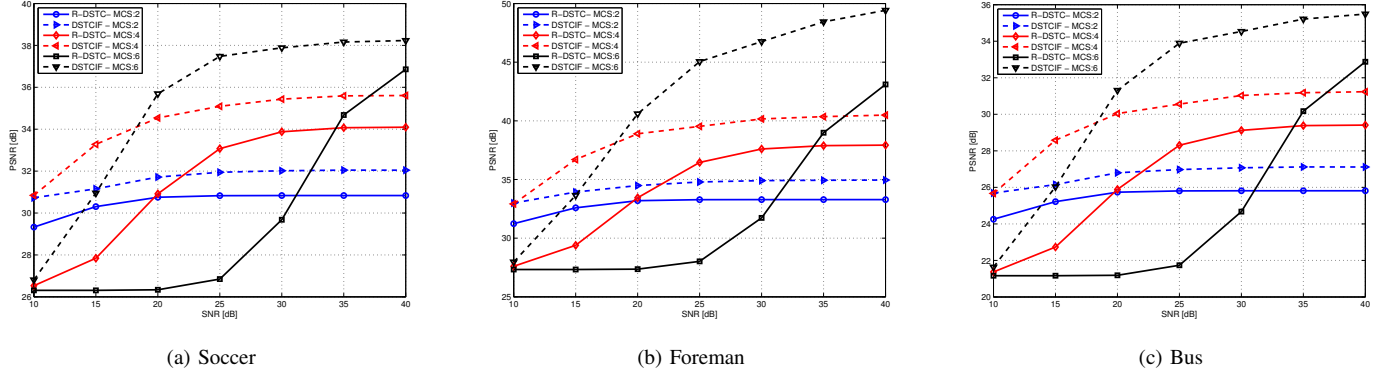 40
38
36
34
32
30
28
26
PSNR [dB]
10
15
20
25
30
35
40
SNR [dB]
R-DSTC- MCS:2
DSTCIF - MCS:2
R-DSTC- MCS:4
DSTCIF - MCS:4
R-DSTC- MCS:6
DSTCIF - MCS:6
(a) Soccer
50
45
40
35
30
25
PSNR [dB]
10
15
20
25
30
35
40
SNR [dB]
R-DSTC- MCS:2
DSTCIF - MCS:2
R-DSTC- MCS:4
DSTCIF - MCS:4
R-DSTC- MCS:6
DSTCIF - MCS:6
(b) Foreman
36
34
32
30
28
26
24
22
20
PSNR [dB]
10
15
20
25
30
35
40
SNR [dB]
R-DSTC- MCS:2
DSTCIF - MCS:2
R-DSTC- MCS:4
DSTCIF - MCS:4
R-DSTC- MCS:6
DSTCIF - MCS:6
(c) Bus